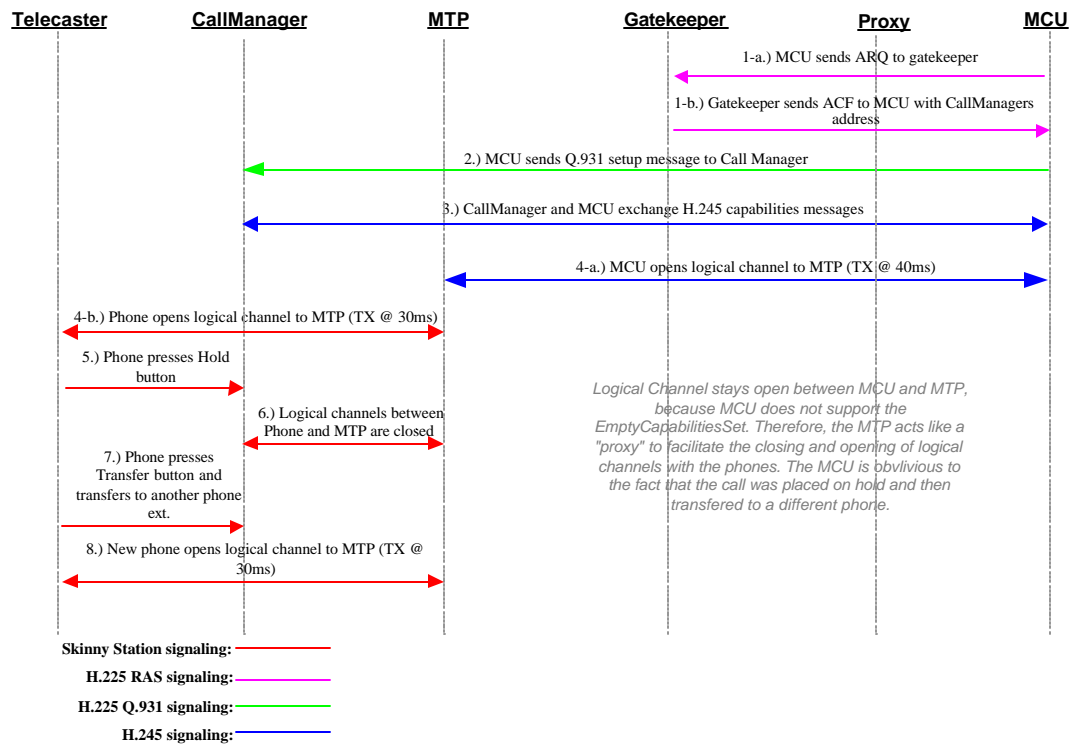 Telecaster CallManager MTP Gatekeeper Proxy MCU
1-a.) MCU sends ARQ to gatekeeper
1-b.) Gatekeeper sends ACF to MCU with CallManagers
address
2.) MCU sends Q.931 setup message to Call Manager
3.) CallManager and MCU exchange H.245 capabilities messages
4-a.) MCU opens logical channel to MTP (TX @ 40ms)
4-b.) Phone opens logical channel to MTP (TX @ 30ms)
5.) Phone presses Hold
button
6.) Logical channels between
Phone and MTP are closed
7.) Phone presses
Transfer button and
transfers to another phone
ext.
8.) New phone opens logical channel to MTP (TX @
30ms)
Logical Channel stays open between MCU and MTP,
because MCU does not support the
EmptyCapabilitiesSet. Therefore, the MTP acts like a
"proxy" to facilitate the closing and opening of logical
channels with the phones. The MCU is obvlivious to
the fact that the call was placed on hold and then
transfered to a different phone.
Skinny Station signaling:
H.225 RAS signaling:
H.225 Q.931 signaling:
H.245 signaling: